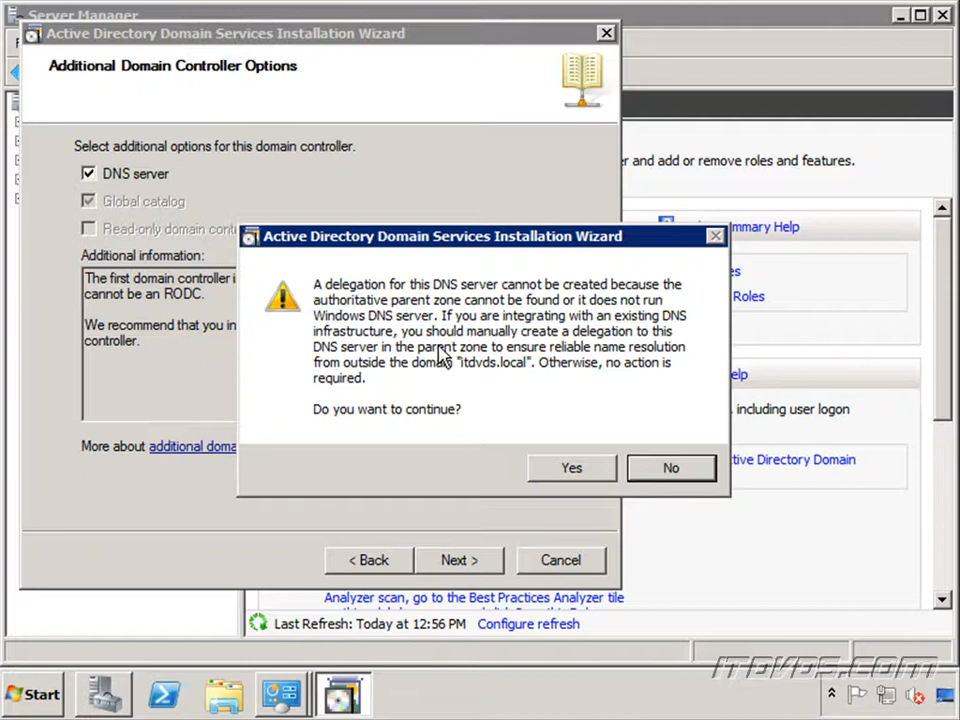 Server Manager
Active Directory Domain Services Installation Wizard
Additional Domain Controller Options
Select additional options for this domain controller.
DNS server
Global catalog
Read-only domain
Additional information:
The first domain controller
cannot be an RODC.
We recommend that you
controller.
More about additional
Active Directory Domain Services Installation Wizard
A delegation for this DNS server cannot be created because the
authoritative parent zone cannot be found or it does not run
Windows DNS server. If you are integrating with an existing DNS
infrastructure, you should manually create a delegation to this
DNS server in the parent zone to ensure reliable name resolution
from outside the domain "itdvds.local". Otherwise, no action is
required.
Do you want to continue?
Yes
No
< Back
Next >
Cancel
and add or remove roles and features.
Help
Roles
including user logon
Directory Domain
Analyzer scan, go to the Best Practices Analyzer tile
Last Refresh: Today at 12:56 PM Configure refresh
ITDVDS.COM
Start